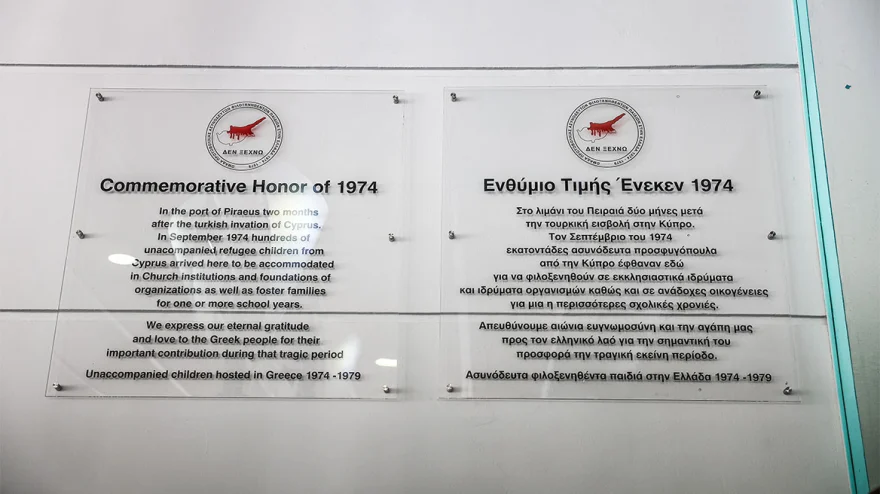 ΔΕΝ ΞΕΧΝΩ
Commemorative Honor of 1974
In the port of Piraeus two months
after the turkish invation of Cyprus.
In September 1974 hundreds of
unaccompanied refugee children from
Cyprus arrived here to be accommodated
in Church institutions and foundations of
organizations as well as foster families
for one or more school years.
We express our eternal gratitude
and love to the Greek people for their
important contribution during that tragic period
Unaccompanied children hosted in Greece 1974 -1979
ΔΕΝ ΞΕΧΝΩ
Ενθύμιο Τιμής Ένεκεν 1974
Στο λιμάνι του Πειραιά δύο μήνες μετά
την τουρκική εισβολή στην Κύπρο.
Τον Σεπτέμβριο του 1974
εκατοντάδες ασυνόδευτα προσφυγόπουλα
από την Κύπρο έφθαναν εδώ
για να φιλοξενηθούν σε εκκλησιαστικά ιδρύματα
και ιδρύματα οργανισμών καθώς και σε ανάδοχες οικογένειες
για μια η περισσότερες σχολικές χρονιές.
Απευθύνουμε αιώνια ευγνωμοσύνη και την αγάπη μας
προς τον ελληνικό λαό για την σημαντική του
προσφορά την τραγική εκείνη περίοδο.
Ασυνόδευτα φιλοξενηθέντα παιδιά στην Ελλάδα 1974 -1979